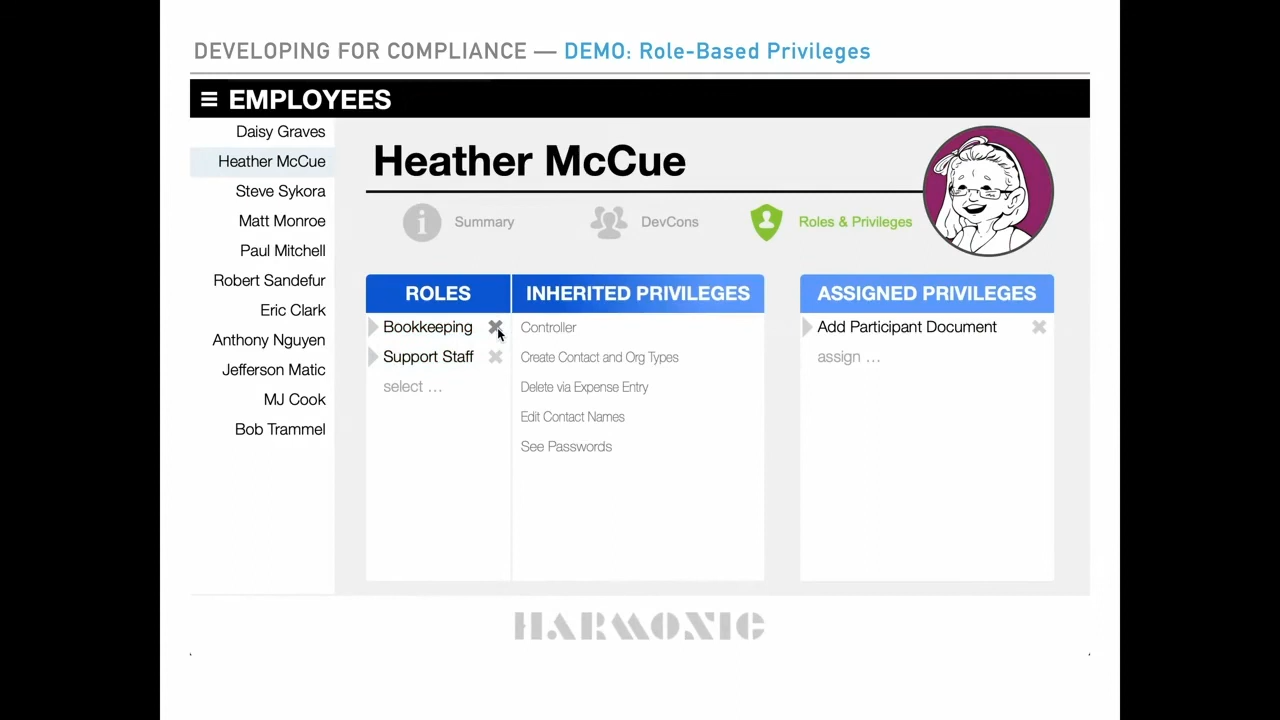 DEVELOPING FOR COMPLIANCE — DEMO: Role-Based Privileges
EMPLOYEES
Daisy Graves
Heather McCue
Steve Sykora
Matt Monroe
Paul Mitchell
Robert Sandefur
Eric Clark
Anthony Nguyen
Jefferson Matic
MJ Cook
Bob Trammel
Heather McCue
Summary
DevCons
Roles & Privileges
ROLES
Bookkeeping
Support Staff
select ...
INHERITED PRIVILEGES
Controller
Create Contact and Org Types
Delete via Expense Entry
Edit Contact Names
See Passwords
ASSIGNED PRIVILEGES
Add Participant Document
assign ...
HARMONIC